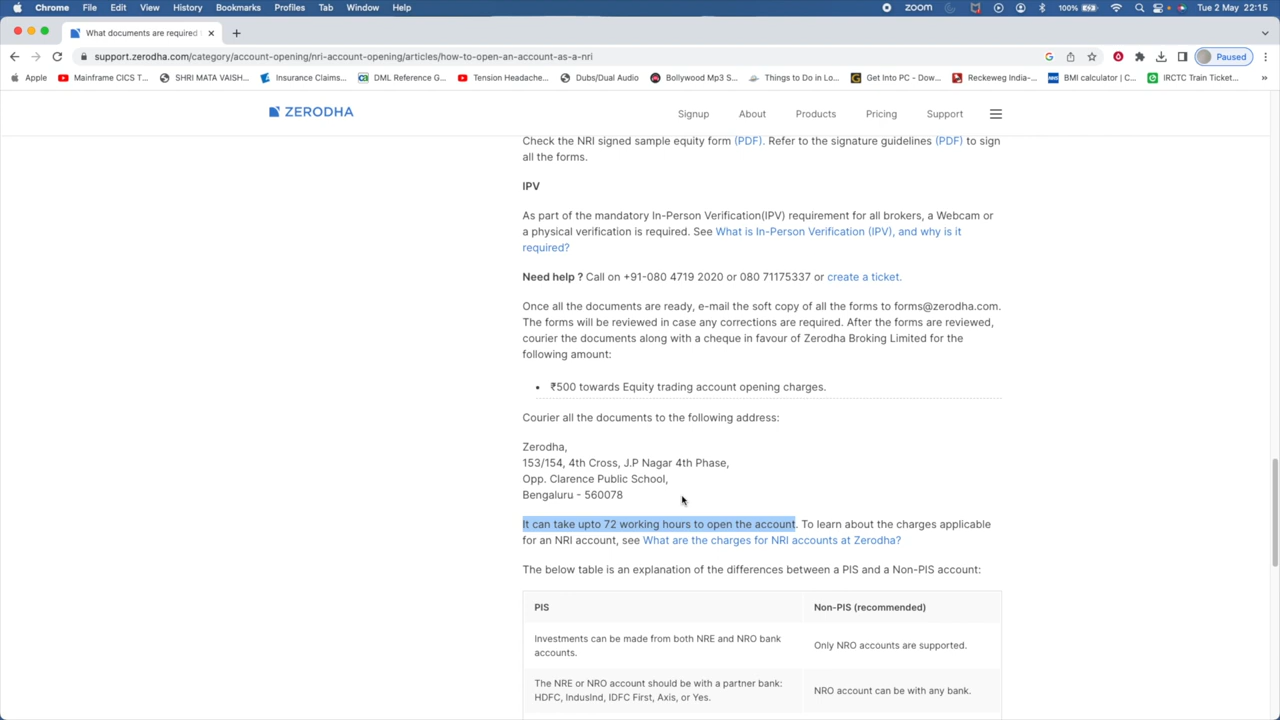 Chrome File Edit View History Bookmarks Profiles Tab Window Help ZOOM 100% Tue 2 May 22:15
What documents are required
support.zerodha.com/category/account-opening/nri-account-opening/articles/how-to-open-an-account-as-a-nri Paused
Apple Mainframe CICS T... SHRI MATA VAISH... Insurance Claims... DML Reference G... Tension Headache... Dubs/Dual Audio Bollywood Mp3 S... Things to Do in Lo... Get Into PC - Dow... Reckeweg India-... BMI calculator | C... IRCTC Train Ticket... »
ZERODHA Signup About Products Pricing Support
Check the NRI signed sample equity form (PDF). Refer to the signature guidelines (PDF) to sign
all the forms.
IPV
As part of the mandatory In-Person Verification(IPV) requirement for all brokers, a Webcam or
a physical verification is required. See What is In-Person Verification (IPV), and why is it
required?
Need help ? Call on +91-080 4719 2020 or 080 71175337 or create a ticket.
Once all the documents are ready, e-mail the soft copy of all the forms to forms@zerodha.com.
The forms will be reviewed in case any corrections are required. After the forms are reviewed,
courier the documents along with a cheque in favour of Zerodha Broking Limited for the
following amount:
• ₹500 towards Equity trading account opening charges.
Courier all the documents to the following address:
Zerodha,
153/154, 4th Cross, J.P Nagar 4th Phase,
Opp. Clarence Public School,
Bengaluru - 560078
It can take upto 72 working hours to open the account. To learn about the charges applicable
for an NRI account, see What are the charges for NRI accounts at Zerodha?
The below table is an explanation of the differences between a PIS and a Non-PIS account:
PIS Non-PIS (recommended)
Investments can be made from both NRE and NRO bank
accounts.
Only NRO accounts are supported.
The NRE or NRO account should be with a partner bank:
HDFC, IndusInd, IDFC First, Axis, or Yes.
NRO account can be with any bank.